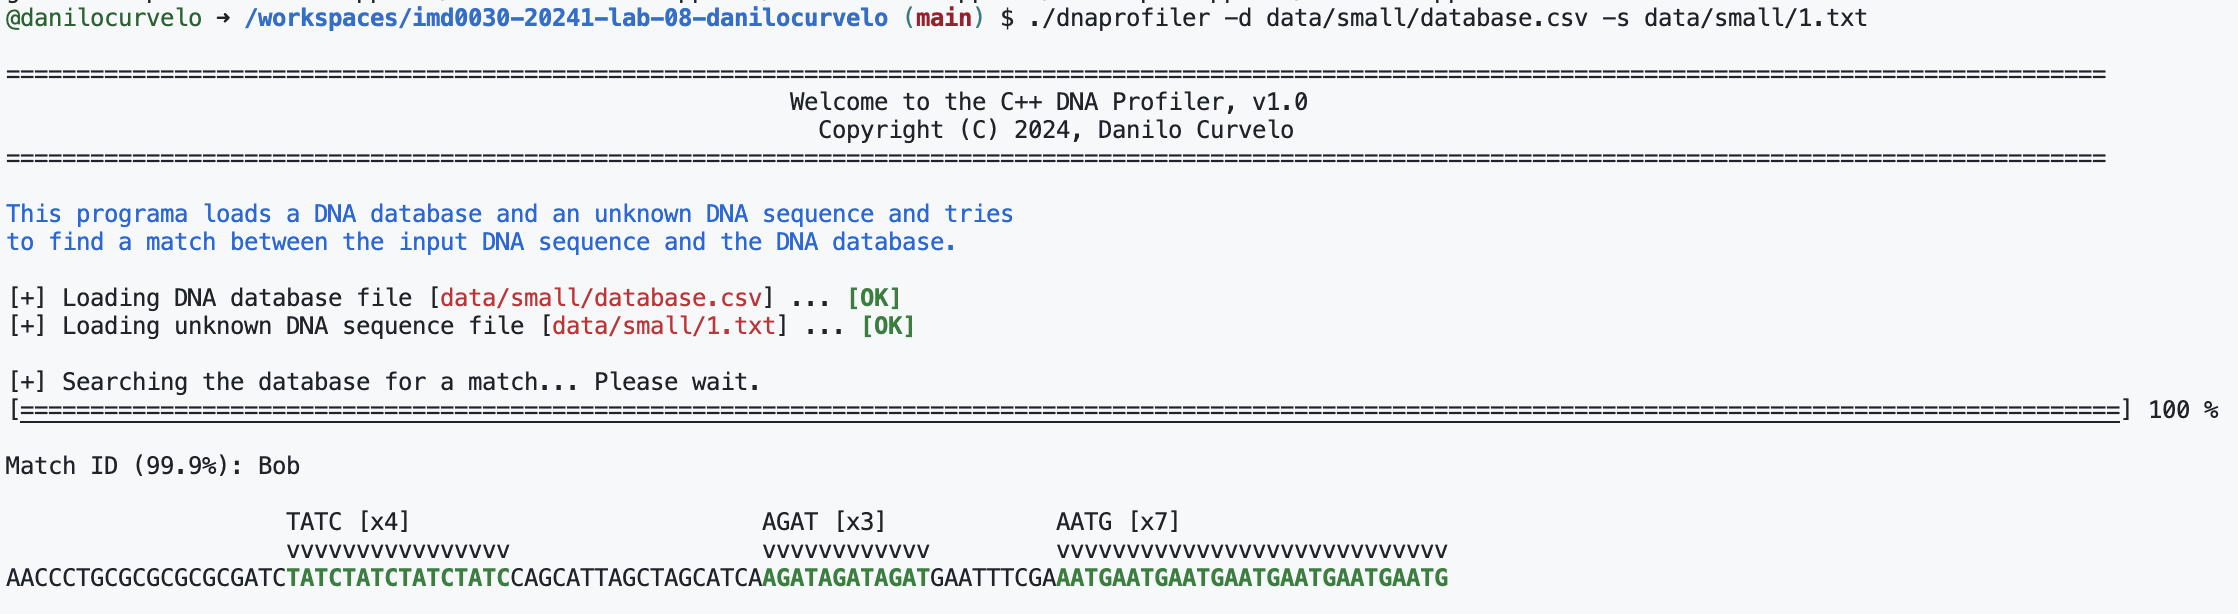 @danilocurvelo ➜ /workspaces/imd0030-20241-lab-08-danilocurvelo (main) $ ./dnaprofiler -d data/small/database.csv -s data/small/1.txt
======================================================================================================================================================
Welcome to the C++ DNA Profiler, v1.0
Copyright (C) 2024, Danilo Curvelo
======================================================================================================================================================
This programa loads a DNA database and an unknown DNA sequence and tries
to find a match between the input DNA sequence and the DNA database.
[+] Loading DNA database file [data/small/database.csv] ... [OK]
[+] Loading unknown DNA sequence file [data/small/1.txt] ... [OK]
[+] Searching the database for a match... Please wait.
[======================================================================================================================================================] 100 %
Match ID (99.9%): Bob
TATC [x4] AGAT [x3] AATG [x7]
vvvvvvvvvvvvvvvv vvvvvvvvvvvv vvvvvvvvvvvvvvvvvvvvvvvvvvvv
AACCCTGCGCGCGCGCGATCTATCTATCTATCTATCCAGCATTAGCTAGCATCAAGATAGATAGATGAATTTCGAAATGAATGAATGAATGAATGAATGAATG